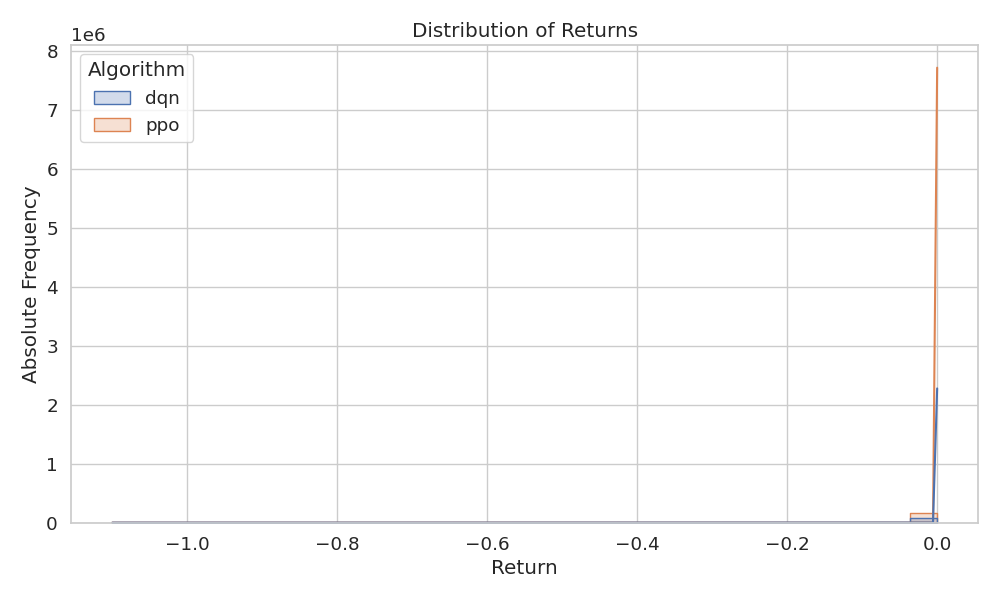 Distribution of Returns
1e6
Algorithm
dqn
ppo
Absolute Frequency
8
7
6
5
4
3
2
1
0
−1.0
−0.8
−0.6
−0.4
−0.2
0.0
Return